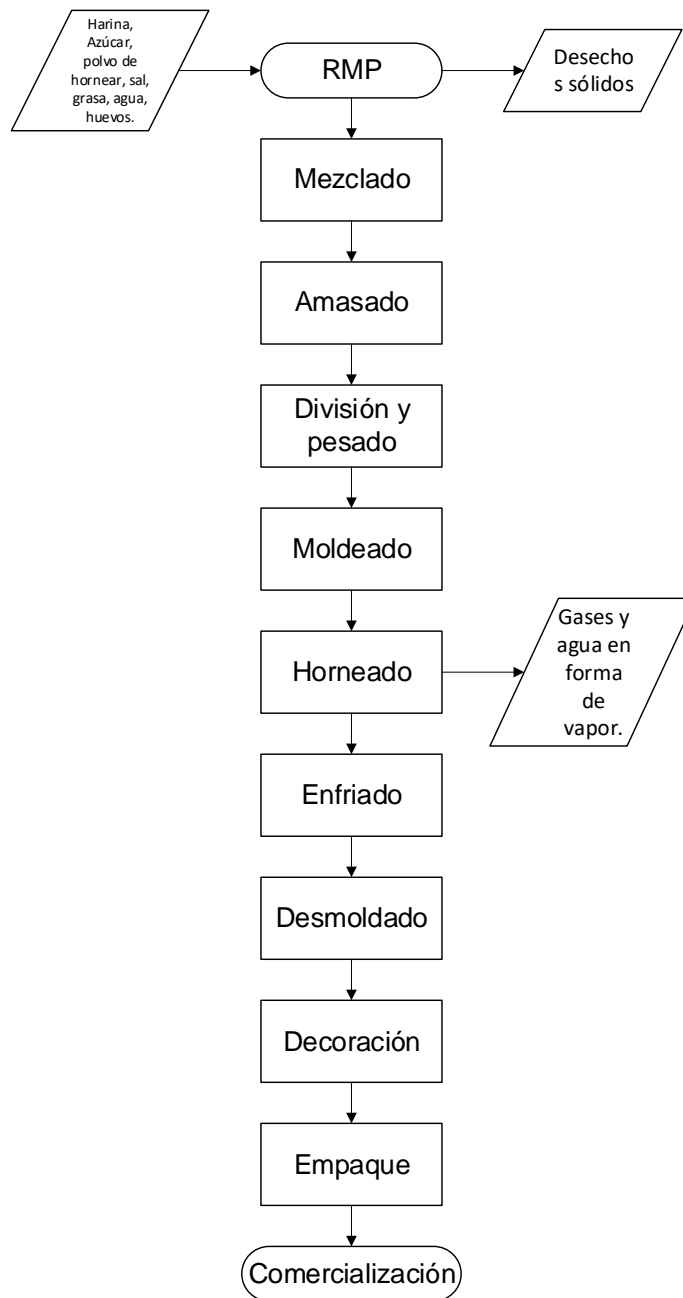 Harina,
Azúcar,
polvo de
hornear, sal,
grasa, agua,
huevos.
RMP
Desecho
s sólidos
Mezclado
Amasado
División y
pesado
Moldeado
Horneado
Gases y
agua en
forma
de
vapor.
Enfriado
Desmoldado
Decoración
Empaque
Comercialización